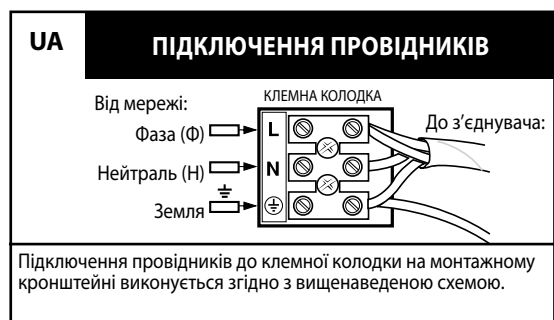 UA
ПІДКЛЮЧЕННЯ ПРОВІДНИКІВ
КЛЕМНА КОЛОДКА
Від мережі:
До з’єднувача:
Фаза (Ф)
L
Нейтраль (Н)
N
Земля
Підключення провідників до клемної колодки на монтажному
кронштейні виконується згідно з вищенаведеною схемою.